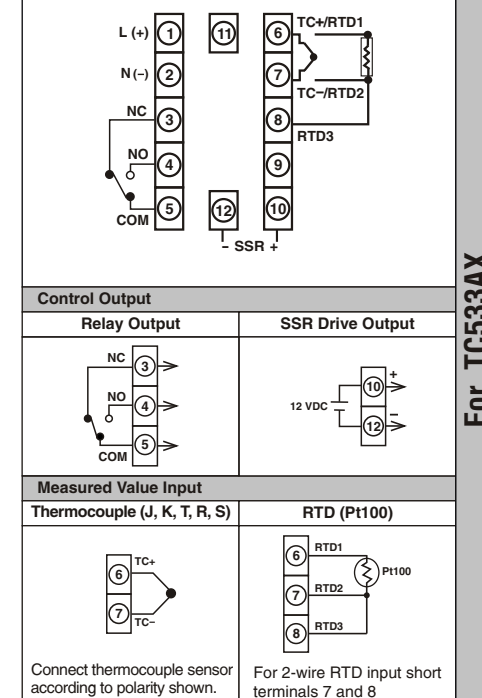 L (+) 1 11 6 TC+/RTD1
N (–) 2 7 TC–/RTD2
NC 3 8 RTD3
NO 4 9
COM 5 12 10
– SSR +
For TC533AX
Control Output
Relay Output SSR Drive Output
NC 3
NO 4
COM 5
12 VDC 10 +
12 –
Measured Value Input
Thermocouple (J, K, T, R, S) RTD (Pt100)
6 TC+
7 TC–
6 RTD1
Pt100
7 RTD2
8 RTD3
Connect thermocouple sensor
according to polarity shown.
For 2-wire RTD input short
terminals 7 and 8